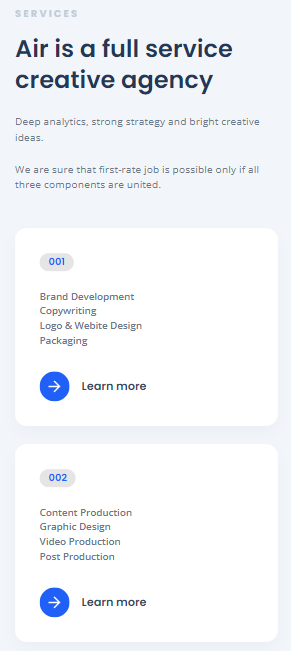 SERVICES
Air is a full service
creative agency
Deep analytics, strong strategy and bright creative
ideas.
We are sure that first-rate job is possible only if all
three components are united.
001
Brand Development
Copywriting
Logo & Webite Design
Packaging
Learn more
002
Content Production
Graphic Design
Video Production
Post Production
Learn more